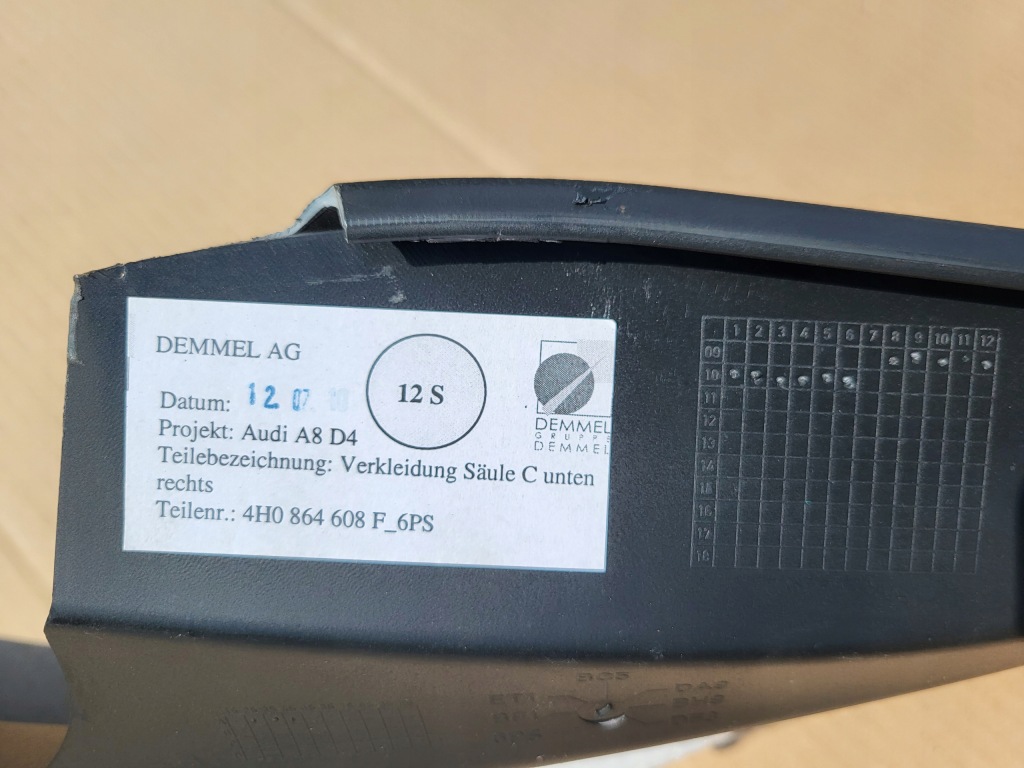 DEMMEL AG
12 S
Datum: 12. 07.
Projekt: Audi A8 D4
Teilebezeichnung: Verkleidung Säule C unten
rechts
Teilenr.: 4H0 864 608 F_6PS
DEMMEL
GRUPPE
DEMMEL
1 2 3 4 5 6 7 8 9 10 11 12
09
10
11
12
13
14
15
16
17
18